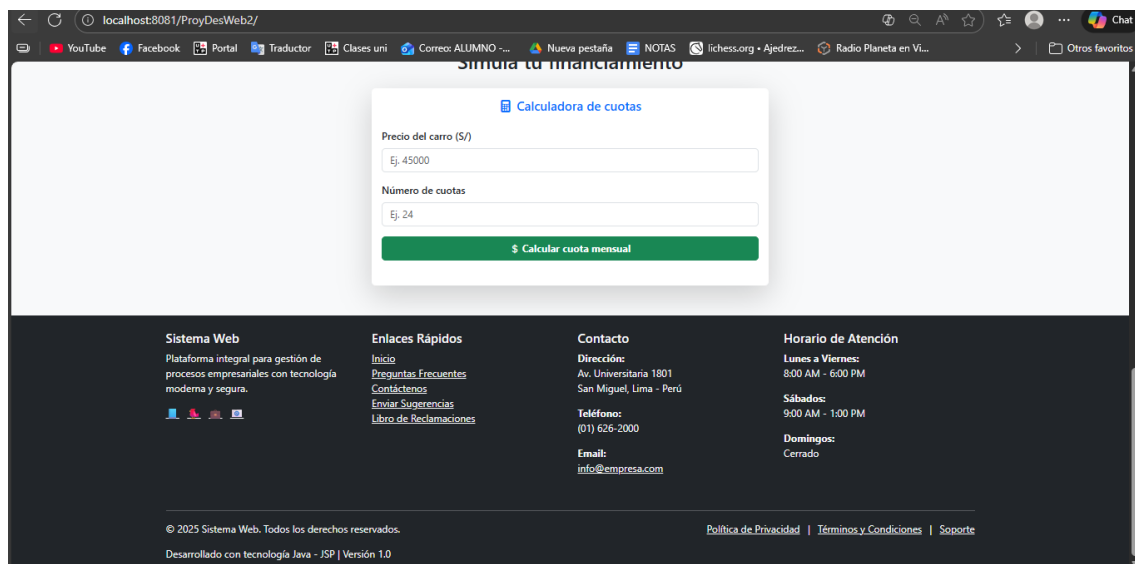 localhost:8081/ProyDesWeb2/
Chat
YouTube Facebook Portal Traductor Clases uni Correo: ALUMNO -... Nueva pestaña NOTAS lichess.org • Ajedrez... Radio Planeta en Vi... Otros favoritos
Simula tu financiamiento
Calculadora de cuotas
Precio del carro (S/)
Ej. 45000
Número de cuotas
Ej. 24
$ Calcular cuota mensual
Sistema Web
Plataforma integral para gestión de
procesos empresariales con tecnología
moderna y segura.
Enlaces Rápidos
Inicio
Preguntas Frecuentes
Contáctenos
Enviar Sugerencias
Libro de Reclamaciones
Contacto
Dirección:
Av. Universitaria 1801
San Miguel, Lima - Perú
Teléfono:
(01) 626-2000
Email:
info@empresa.com
Horario de Atención
Lunes a Viernes:
8:00 AM - 6:00 PM
Sábados:
9:00 AM - 1:00 PM
Domingos:
Cerrado
© 2025 Sistema Web. Todos los derechos reservados.
Política de Privacidad | Términos y Condiciones | Soporte
Desarrollado con tecnología Java - JSP | Versión 1.0